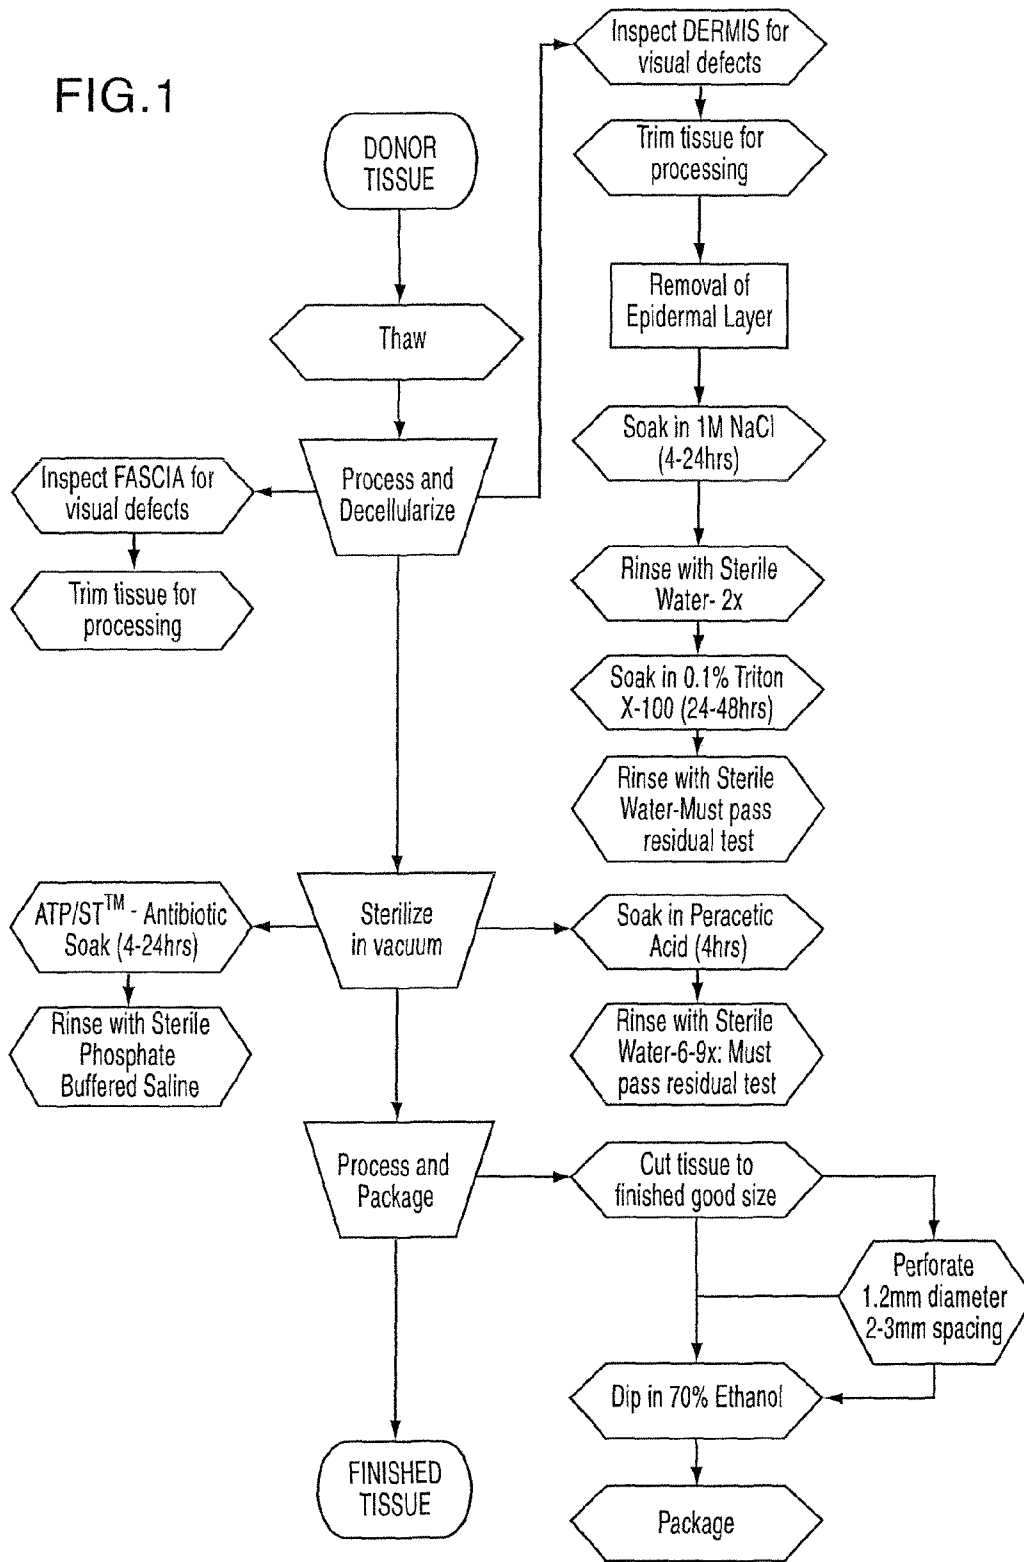 FIG.1
DONOR
TISSUE
Thaw
Process and
Decellularize
Inspect FASCIA for
visual defects
Trim tissue for
processing
Inspect DERMIS for
visual defects
Trim tissue for
processing
Removal of
Epidermal Layer
Soak in 1M NaCl
(4-24hrs)
Rinse with Sterile
Water- 2x
Soak in 0.1% Triton
X-100 (24-48hrs)
Rinse with Sterile
Water-Must pass
residual test
Sterilize
in vacuum
ATP/ST™ - Antibiotic
Soak (4-24hrs)
Rinse with Sterile
Phosphate
Buffered Saline
Soak in Peracetic
Acid (4hrs)
Rinse with Sterile
Water-6-9x: Must
pass residual test
Process and
Package
Cut tissue to
finished good size
Perforate
1.2mm diameter
2-3mm spacing
Dip in 70% Ethanol
Package
FINISHED
TISSUE